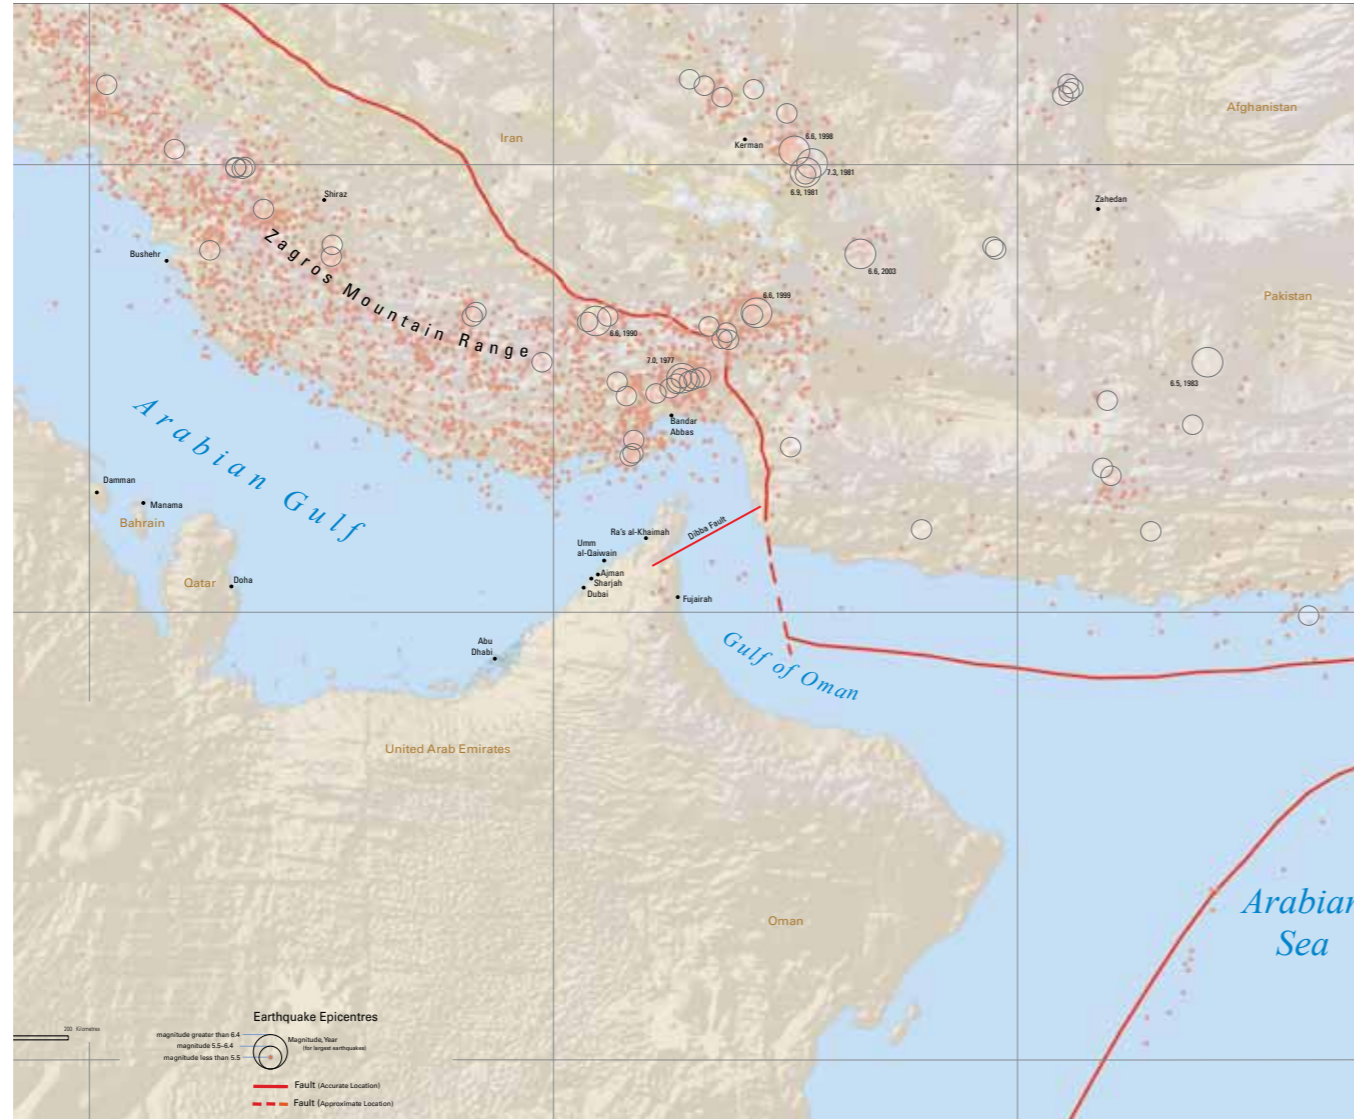 Afghanistan
Iran
6.6, 1998
Kerman
7.3, 1981
6.9, 1981
Shiraz
Zahedan
Bushehr
Zagros Mountain Range
6.6, 2003
6.6, 1999
Pakistan
6.6, 1990
7.0, 1977
6.5, 1983
Bandar
Abbas
Arabian Gulf
Damman
Manama
Bahrain
Ra's al-Khaimah
Dibba Fault
Umm
al-Qaiwain
Ajman
Sharjah
Dubai
Qatar
Doha
Fujairah
Abu
Dhabi
Gulf of Oman
United Arab Emirates
Oman
Arabian
Sea
200 Kilometres
Earthquake Epicentres
magnitude greater than 6.4
magnitude 5.5–6.4
magnitude less than 5.5
Magnitude, Year
(for largest earthquakes)
Fault (Accurate Location)
Fault (Approximate Location)